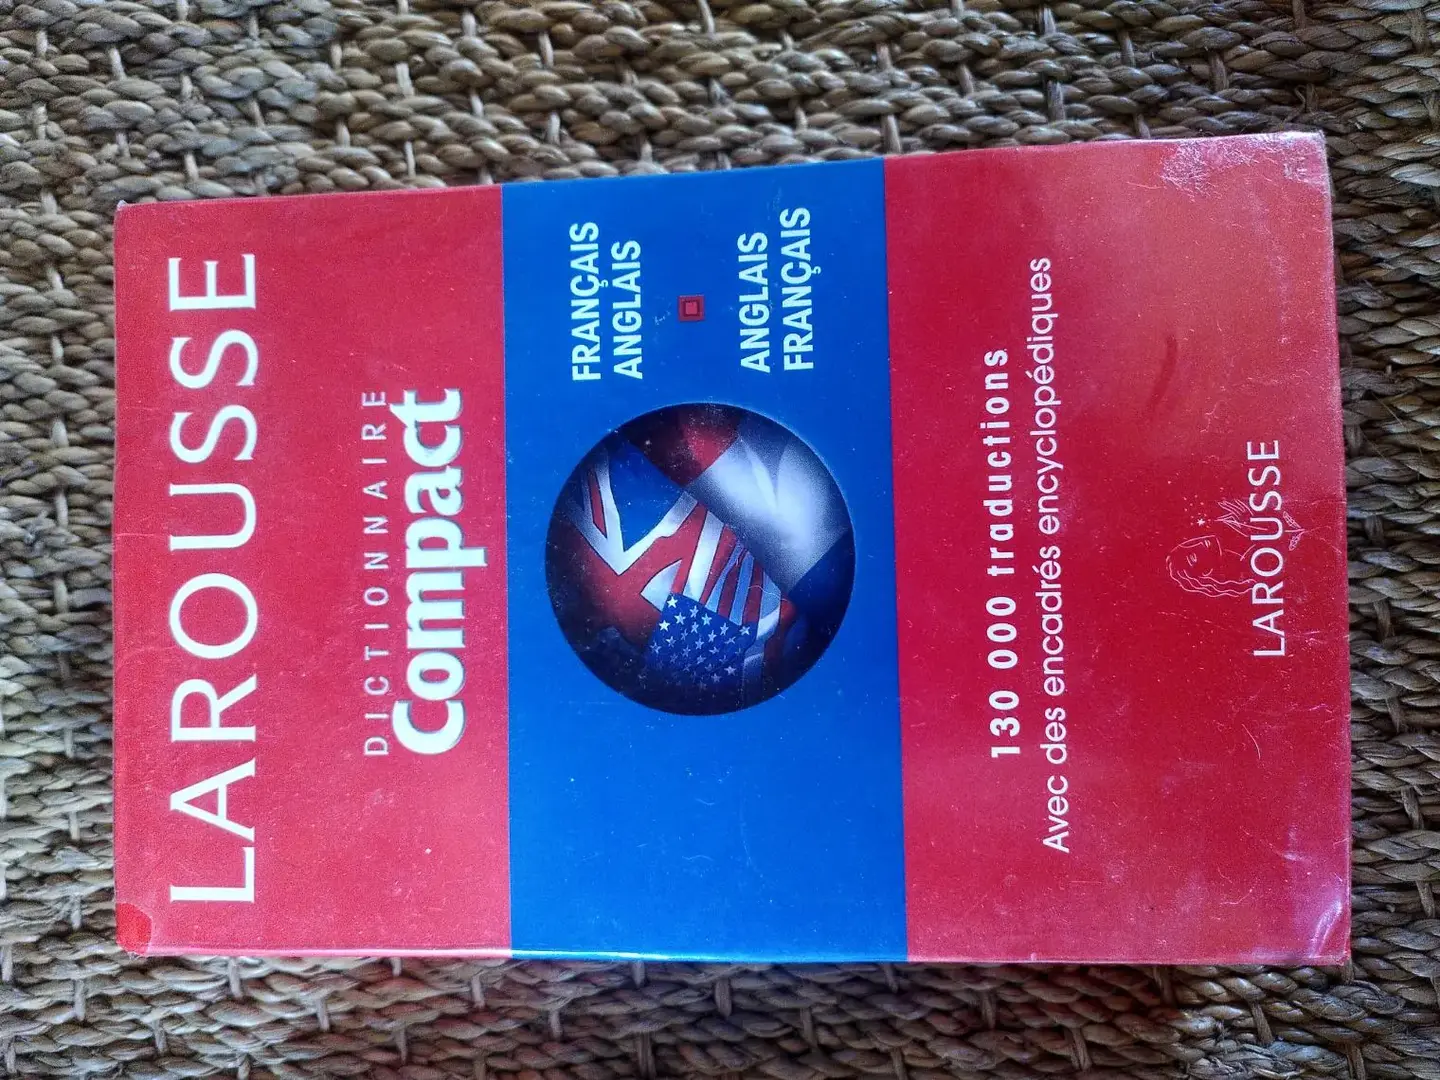 LAROUSSE
DICTIONNAIRE
Compact
FRANÇAIS
ANGLAIS
ANGLAIS
FRANÇAIS
130 000 traductions
Avec des encadrés encyclopédiques
LAROUSSE